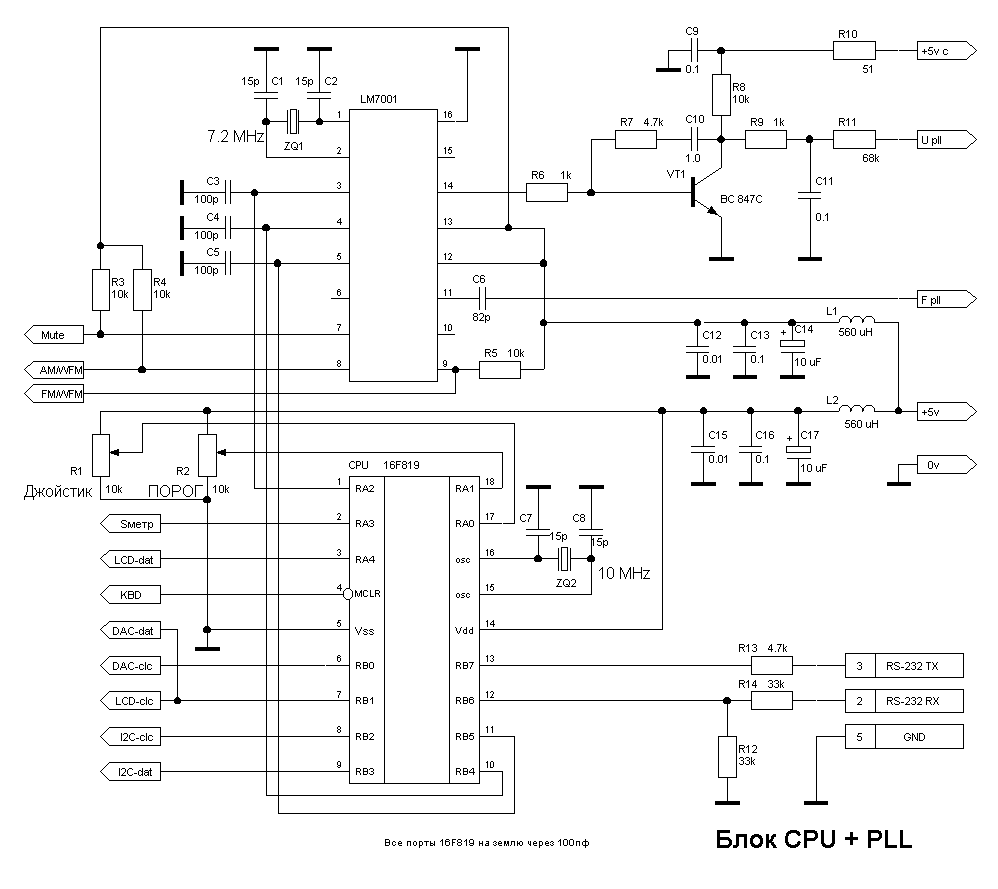 C9
0.1
R10
51
+5v c
R8
10k
15p
C1
15p
C2
LM7001
7.2 MHz
ZQ1
1
2
3
4
5
6
7
8
16
15
14
13
12
11
10
9
R7 4.7k
C10
1.0
R9 1k
R11
68k
U pll
VT1
BC 847C
C11
0.1
R6 1k
C3
100p
C4
100p
C5
100p
C6
82p
F pll
R3
10k
R4
10k
Mute
AM/WFM
FM/WFM
R5 10k
L1
560 uH
C12
0.01
C13
0.1
+
C14
10 uF
L2
560 uH
+5v
C15
0.01
C16
0.1
+
C17
10 uF
0v
R1
10k
Джойстик
R2
10k
ПОРОГ
CPU 16F819
1 RA2
2 RA3
3 RA4
4 MCLR
5 Vss
6 RB0
7 RB1
8 RB2
9 RB3
RA1 18
RA0 17
osc 16
osc 15
Vdd 14
RB7 13
RB6 12
RB5 11
RB4 10
C7
15p
C8
15p
ZQ2
10 MHz
Sметр
LCD-dat
KBD
DAC-dat
DAC-clc
LCD-clc
I2C-clc
I2C-dat
R13 4.7k
3 RS-232 TX
R14 33k
2 RS-232 RX
R12
33k
5 GND
Все порты 16F819 на землю через 100пф
Блок CPU + PLL